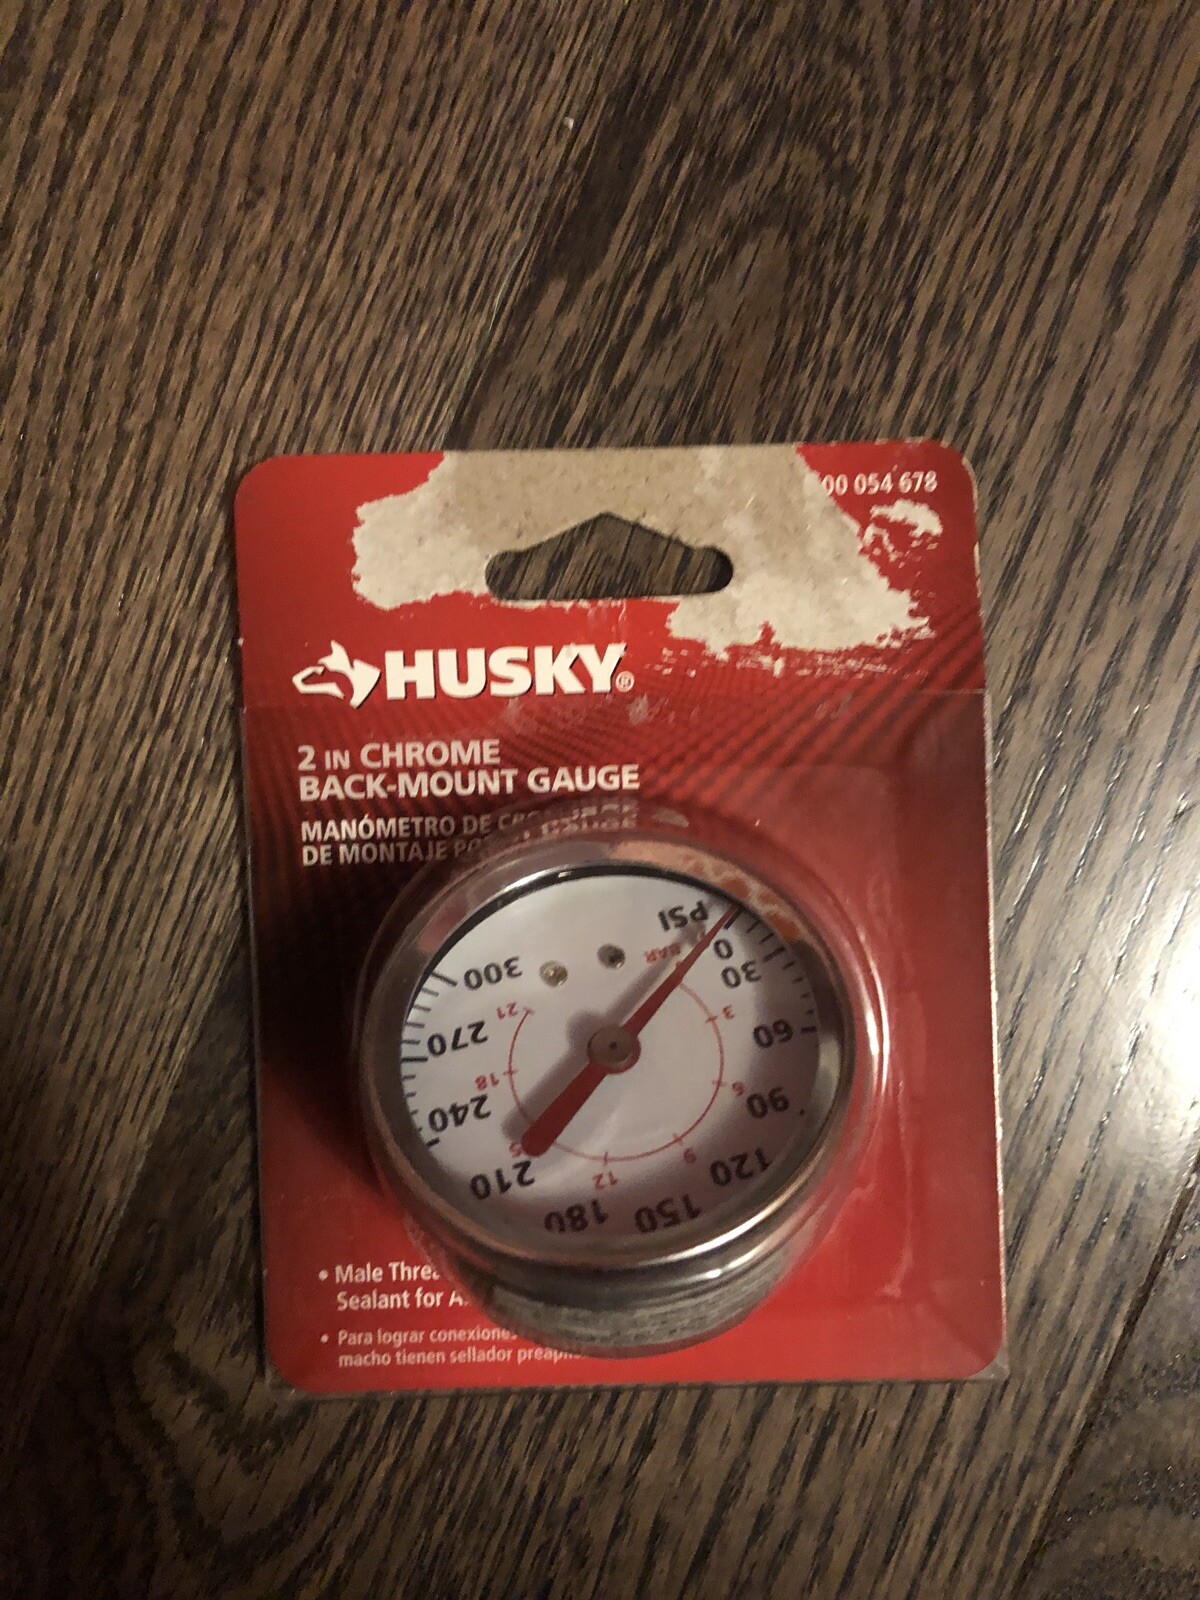 00 054 678
HUSKY®
2 IN CHROME
BACK-MOUNT GAUGE
MANÓMETRO DE
DE MONTAJE
PSI
BAR
0
30
60
90
120
150
180
210
240
270
300
3
6
9
12
18
21
• Male
Sealant for
• Para lograr
macho tienen sellador